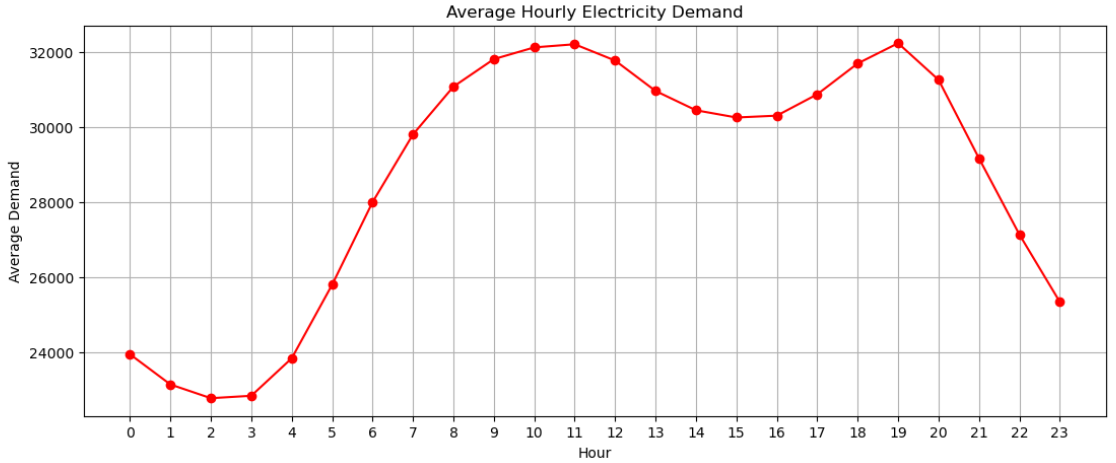 Average Hourly Electricity Demand
32000
30000
28000
26000
24000
Average Demand
0 1 2 3 4 5 6 7 8 9 10 11 12 13 14 15 16 17 18 19 20 21 22 23
Hour